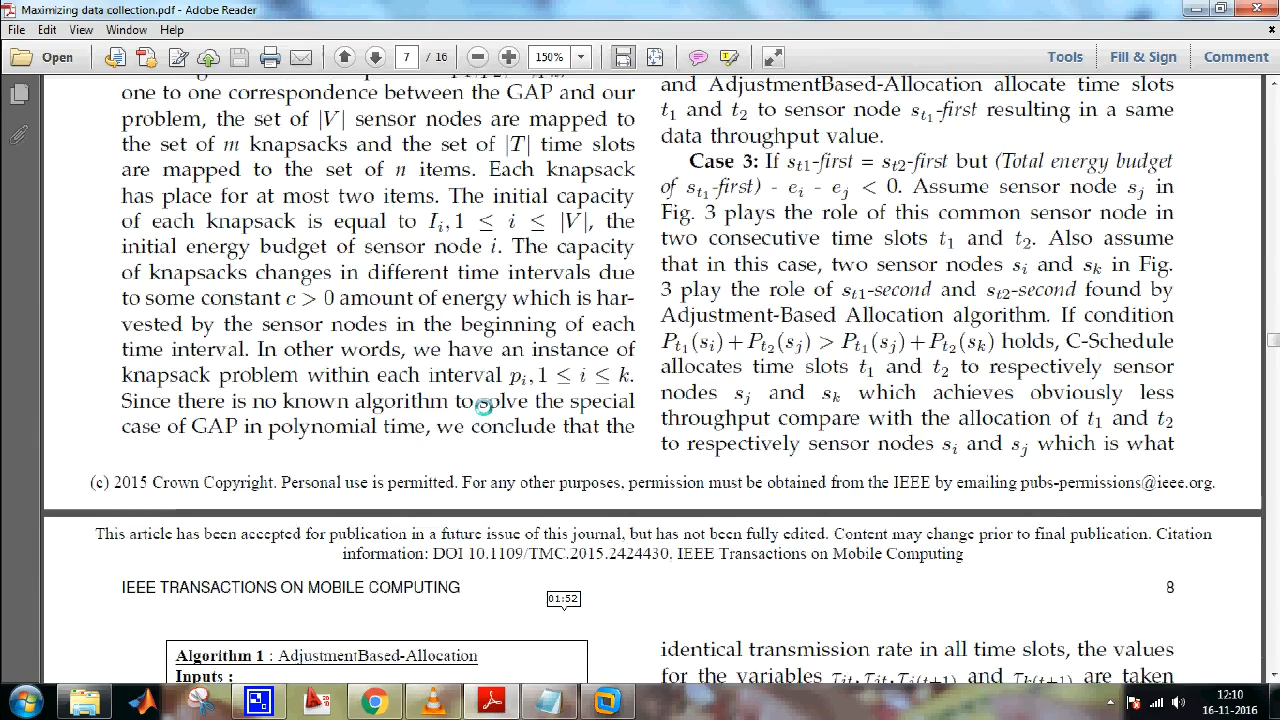 Maximizing data collection.pdf - Adobe Reader
File Edit View Window Help
Open 7 / 16 150% Tools Fill & Sign Comment
one to one correspondence between the GAP and our
problem, the set of |V| sensor nodes are mapped to
the set of m knapsacks and the set of |T| time slots
are mapped to the set of n items. Each knapsack
has place for at most two items. The initial capacity
of each knapsack is equal to I_i, 1 ≤ i ≤ |V|, the
initial energy budget of sensor node i. The capacity
of knapsacks changes in different time intervals due
to some constant c > 0 amount of energy which is har-
vested by the sensor nodes in the beginning of each
time interval. In other words, we have an instance of
knapsack problem within each interval p_i, 1 ≤ i ≤ k.
Since there is no known algorithm to solve the special
case of GAP in polynomial time, we conclude that the
and AdjustmentBased-Allocation allocate time slots
t_1 and t_2 to sensor node s_{t_1}-first resulting in a same
data throughput value.
Case 3: If s_{t1}-first = s_{t2}-first but (Total energy budget
of s_{t_1}-first) - e_i - e_j < 0. Assume sensor node s_j in
Fig. 3 plays the role of this common sensor node in
two consecutive time slots t_1 and t_2. Also assume
that in this case, two sensor nodes s_i and s_k in Fig.
3 play the role of s_{t1}-second and s_{t2}-second found by
Adjustment-Based Allocation algorithm. If condition
P_{t_1}(s_i) + P_{t_2}(s_j) > P_{t_1}(s_j) + P_{t_2}(s_k) holds, C-Schedule
allocates time slots t_1 and t_2 to respectively sensor
nodes s_j and s_k which achieves obviously less
throughput compare with the allocation of t_1 and t_2
to respectively sensor nodes s_i and s_j which is what
(c) 2015 Crown Copyright. Personal use is permitted. For any other purposes, permission must be obtained from the IEEE by emailing pubs-permissions@ieee.org.
This article has been accepted for publication in a future issue of this journal, but has not been fully edited. Content may change prior to final publication. Citation
information: DOI 10.1109/TMC.2015.2424430, IEEE Transactions on Mobile Computing
IEEE TRANSACTIONS ON MOBILE COMPUTING 8
01:52
Algorithm 1 : AdjustmentBased-Allocation
Inputs :
identical transmission rate in all time slots, the values
for the variables τ_{it}, τ_{jt}, τ_{j(t+1)} and τ_{k(t+1)} are taken
12:10
16-11-2016